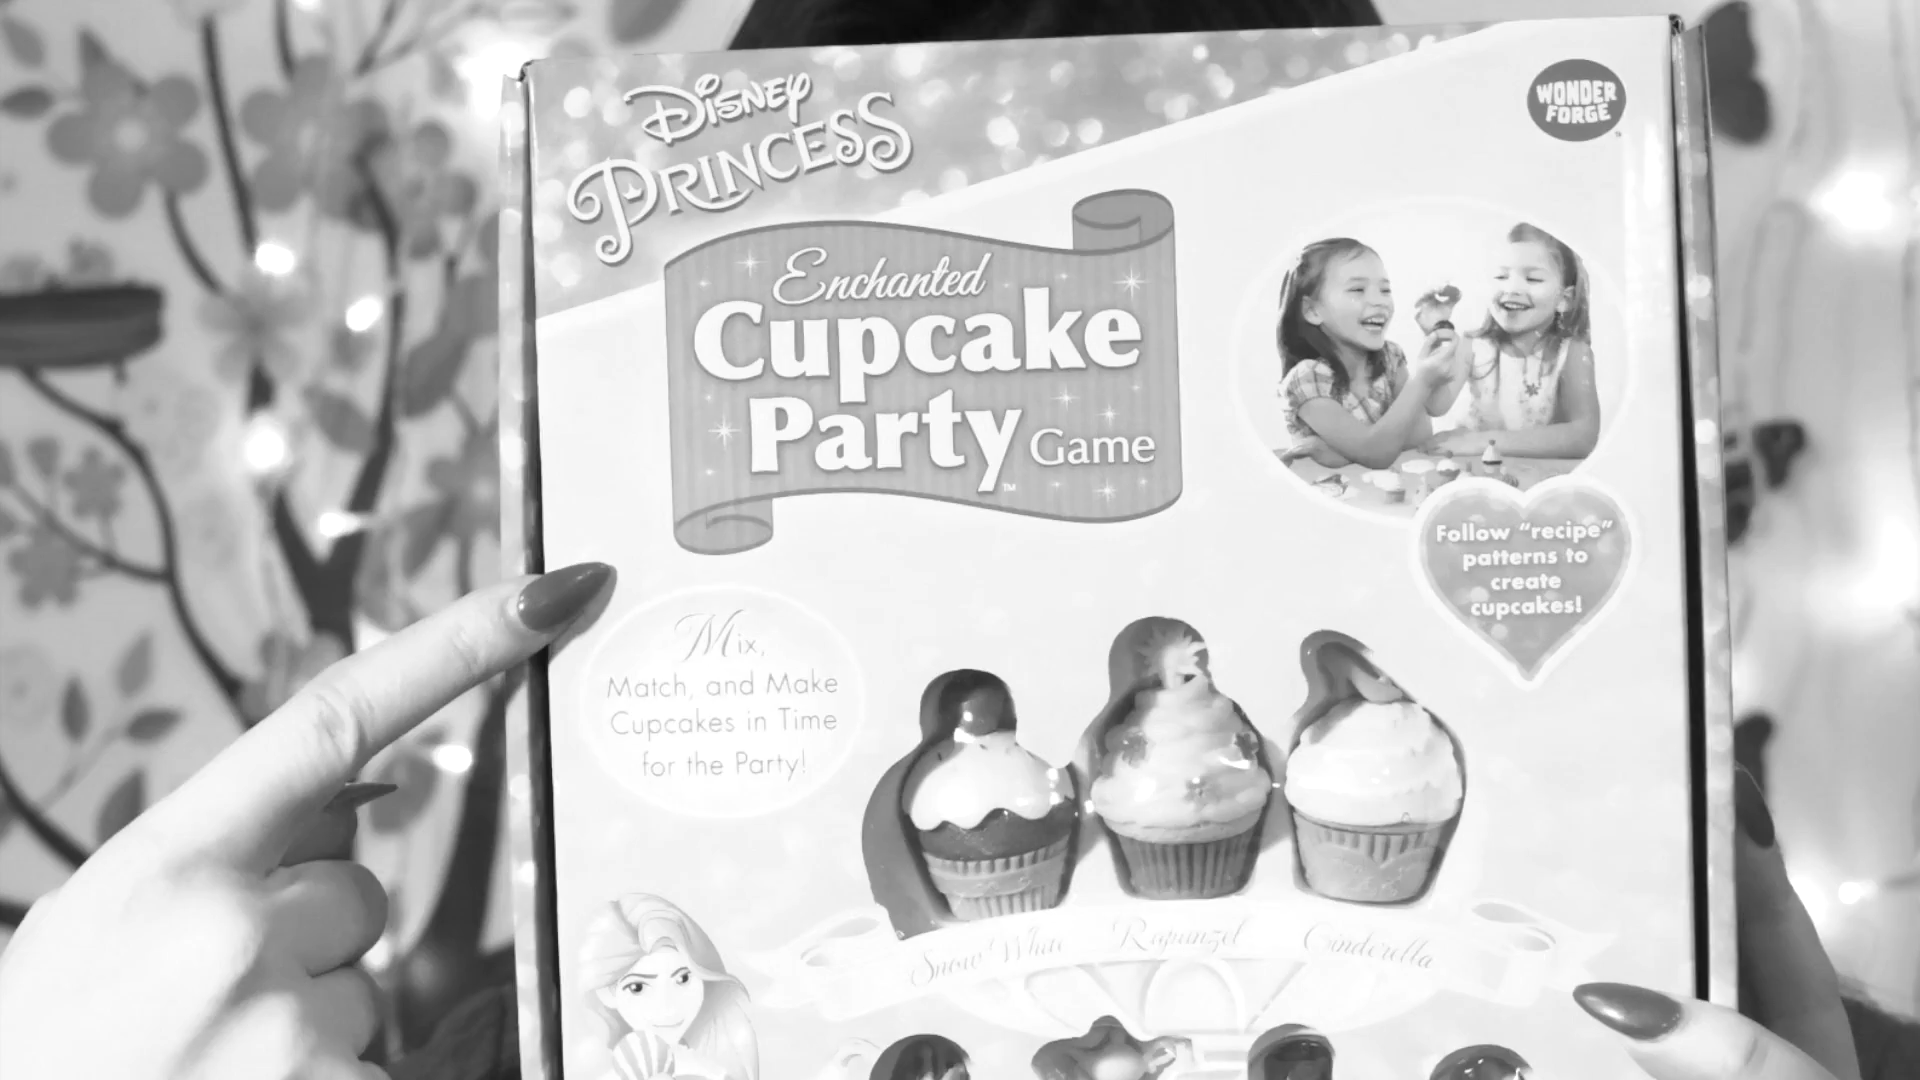 Disney
PRINCESS
WONDER
FORGE
Enchanted
Cupcake
Party Game
™
Follow “recipe”
patterns to
create
cupcakes!
Mix,
Match, and Make
Cupcakes in Time
for the Party!
Snow White Rapunzel Cinderella